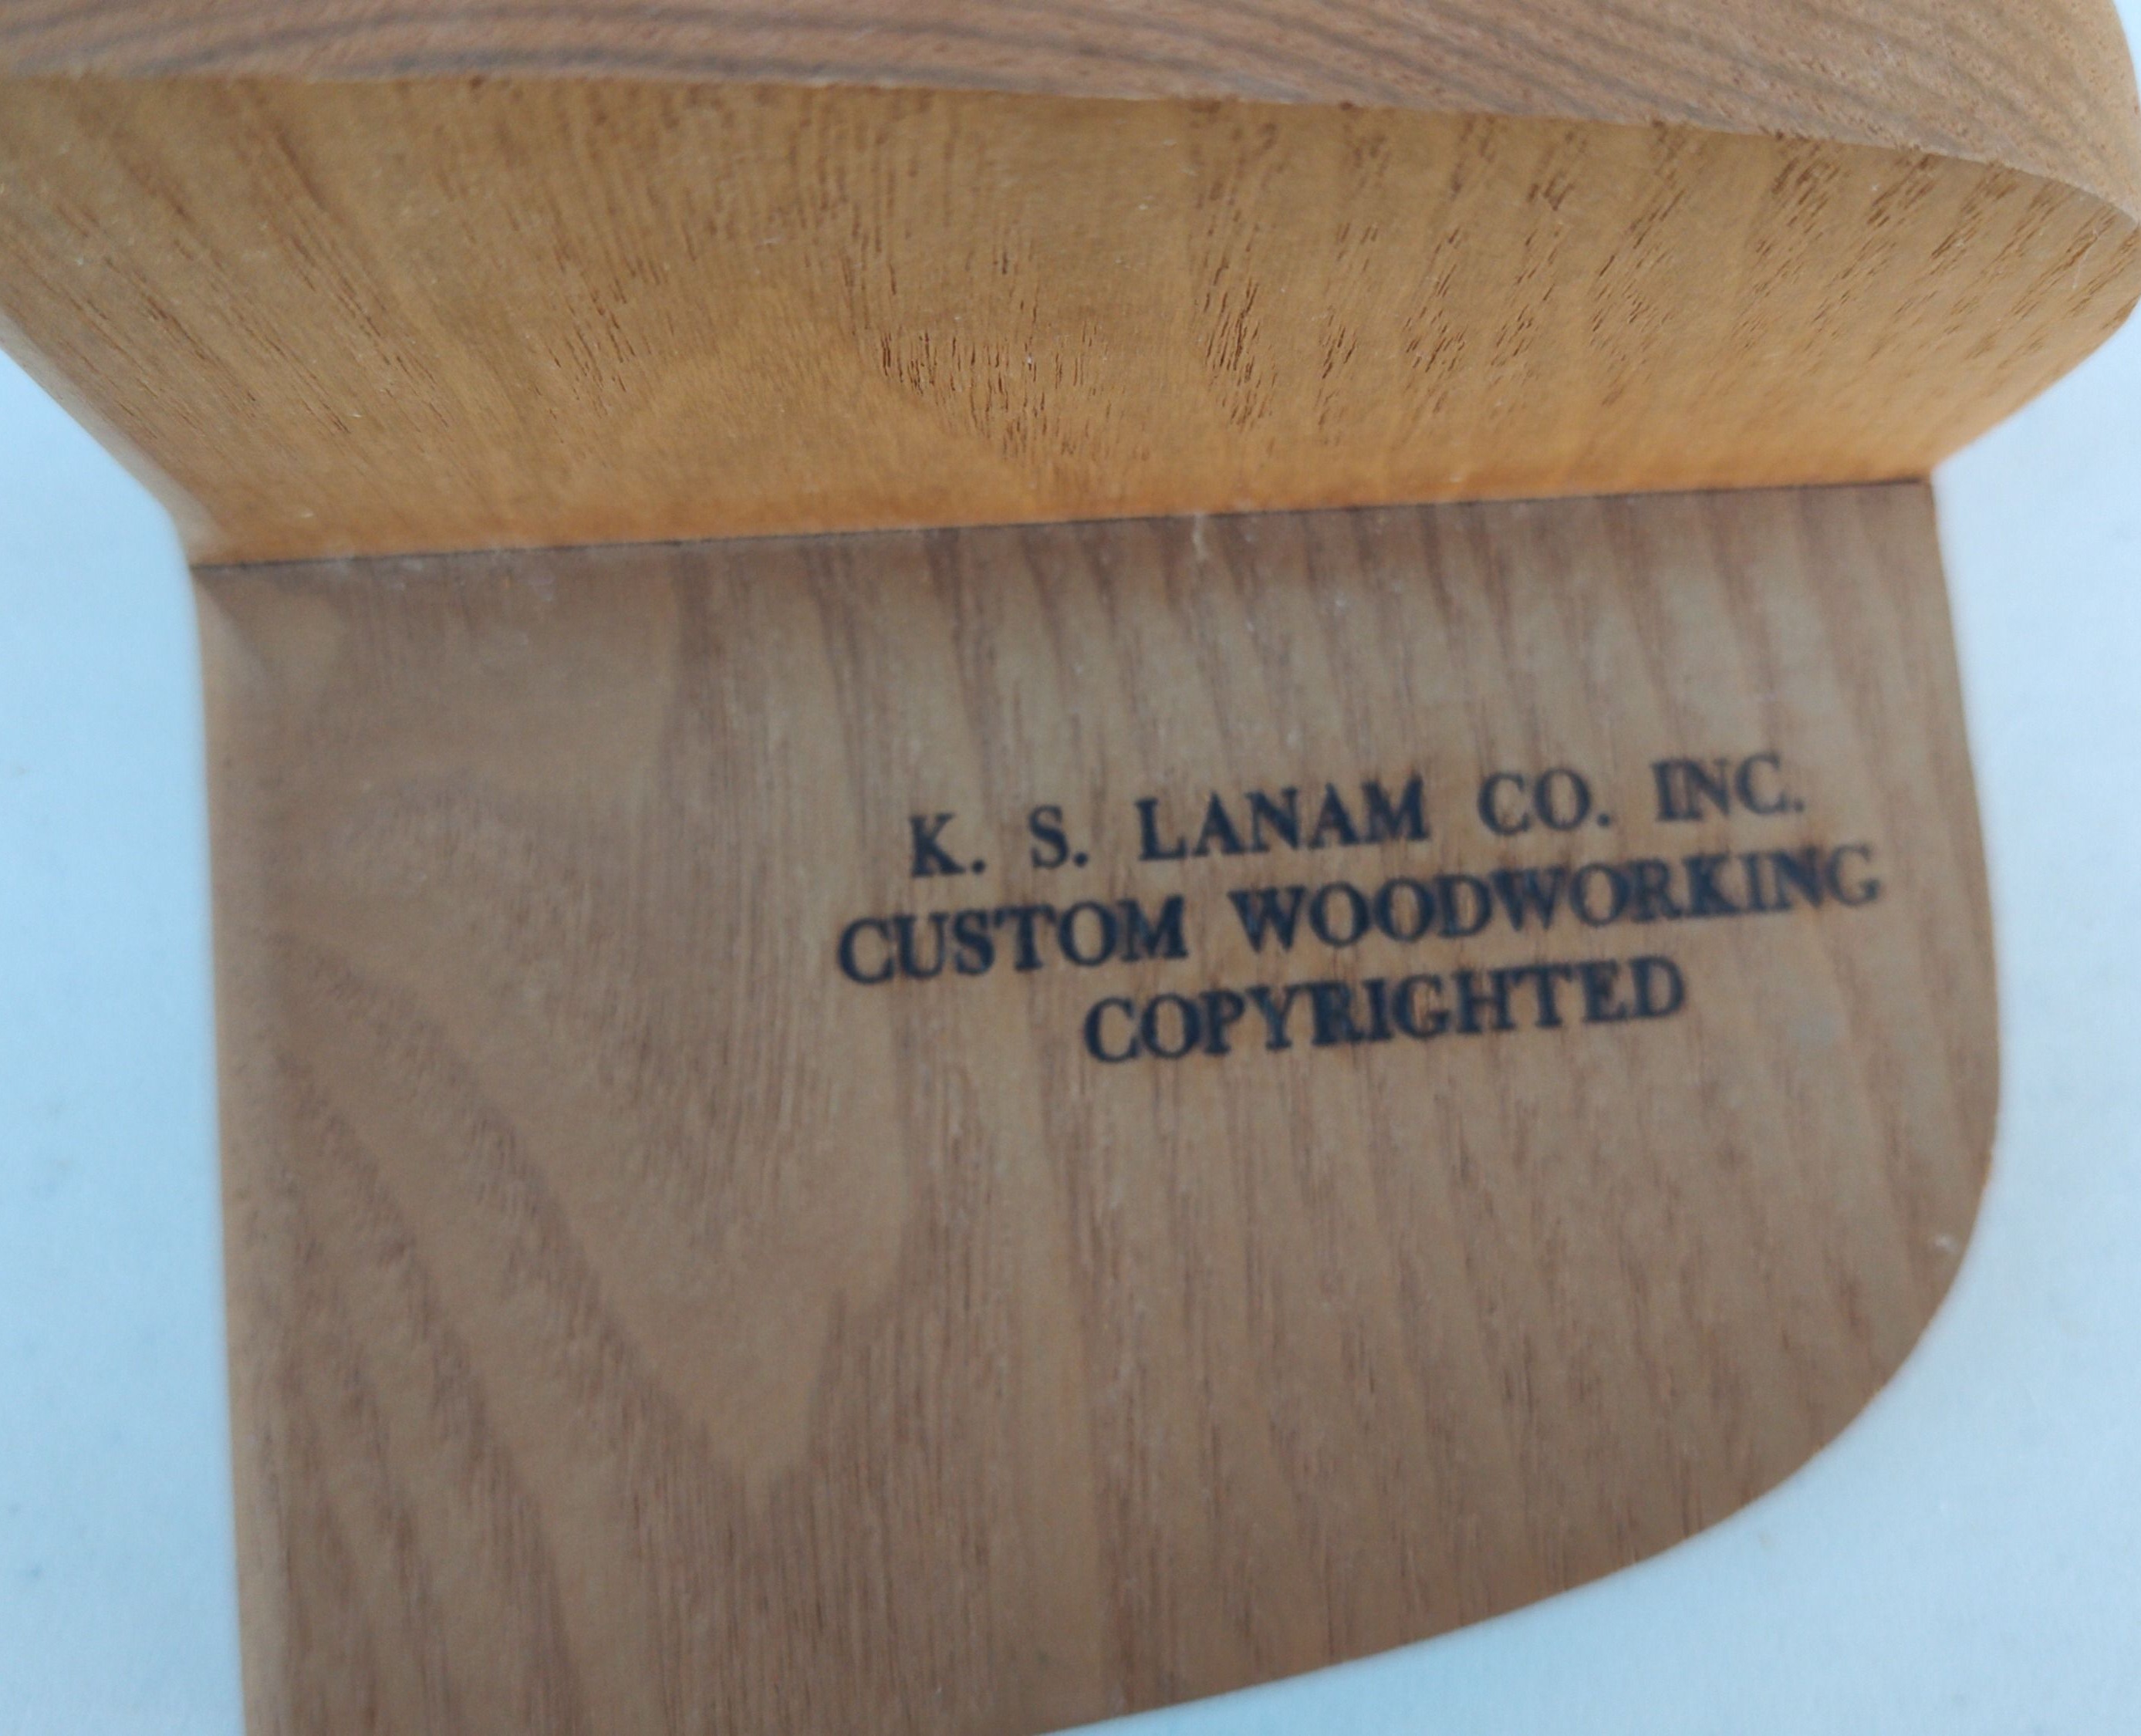 K. S. LANAM CO. INC.
CUSTOM WOODWORKING
COPYRIGHTED